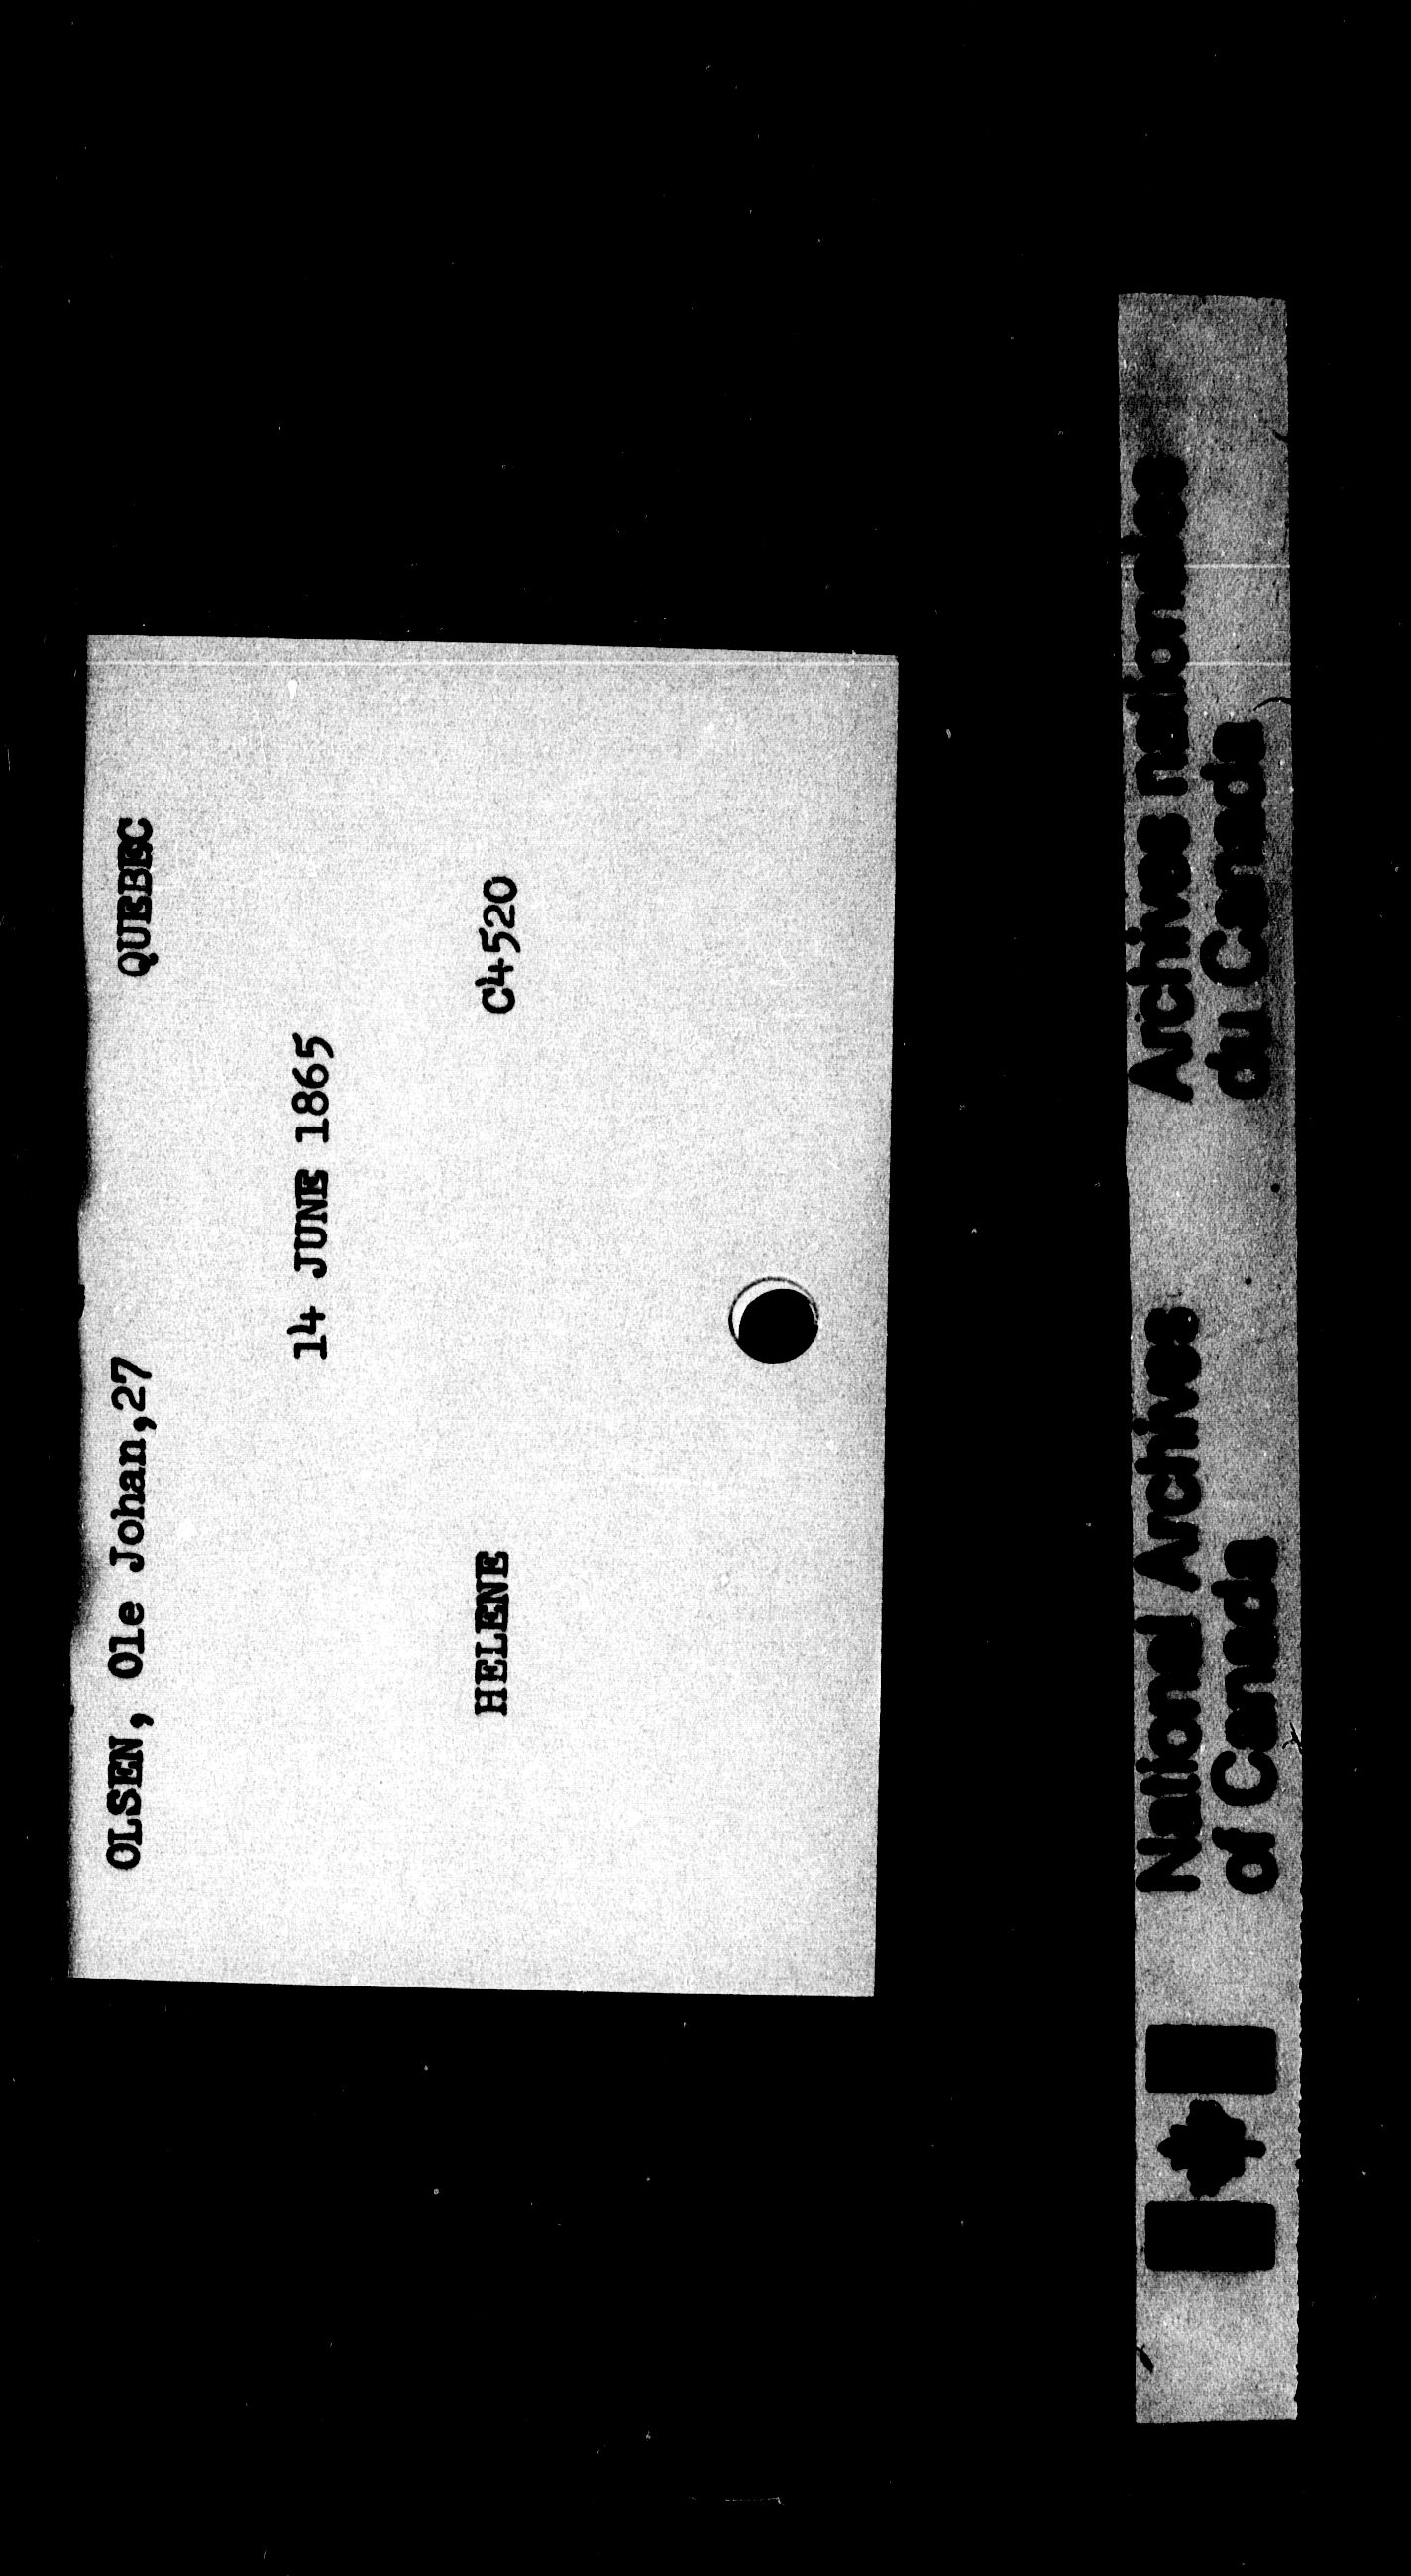 OLSEN, Ole Johan,27 QUEBEC
14 JUNE 1865
HELENE C4520
National Archives
of Canada
Archives nationales
du Canada